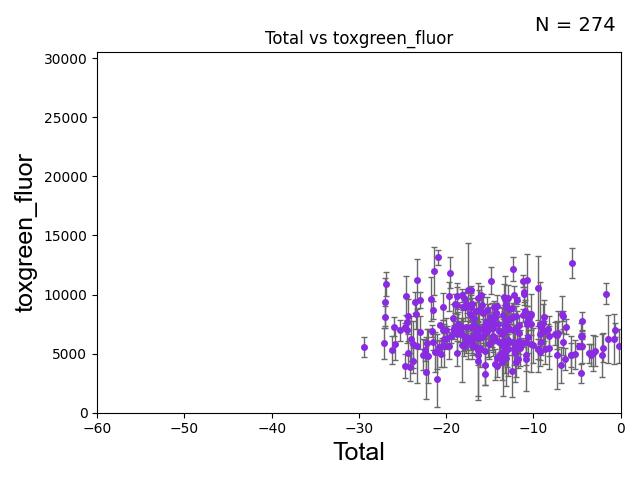 N = 274
Total vs toxgreen_fluor
30000
25000
20000
15000
10000
5000
0
toxgreen_fluor
−60 −50 −40 −30 −20 −10 0
Total